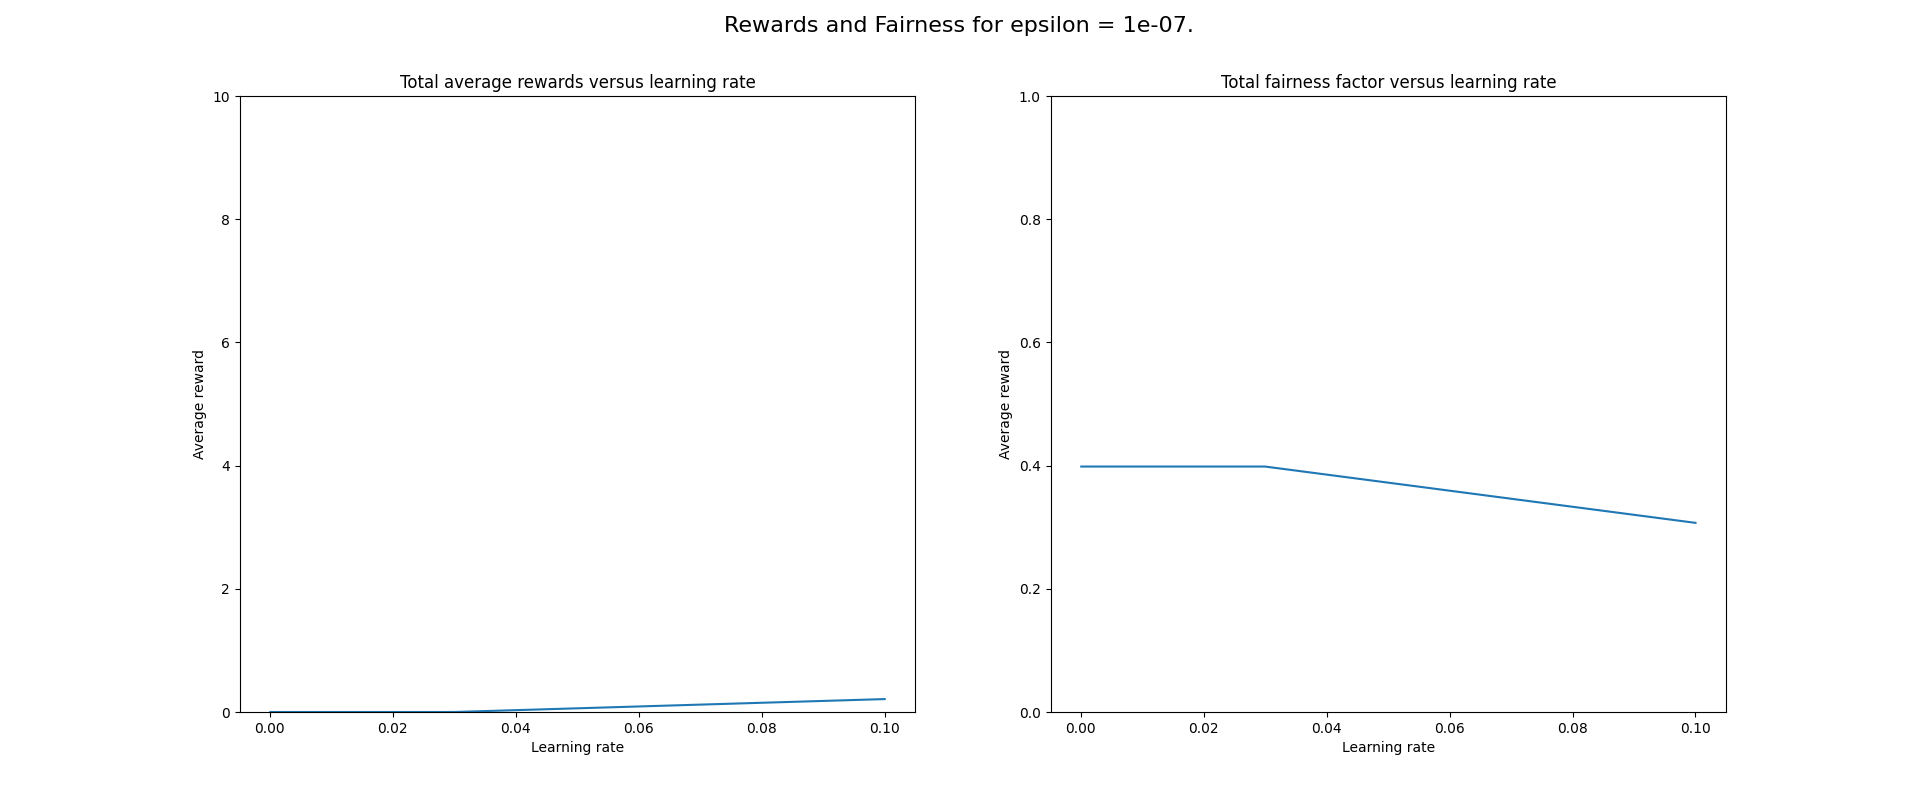 Rewards and Fairness for epsilon = 1e-07.
Total average rewards versus learning rate
10
8
6
4
2
0
Average reward
0.00 0.02 0.04 0.06 0.08 0.10
Learning rate
Total fairness factor versus learning rate
1.0
0.8
0.6
0.4
0.2
0.0
Average reward
0.00 0.02 0.04 0.06 0.08 0.10
Learning rate